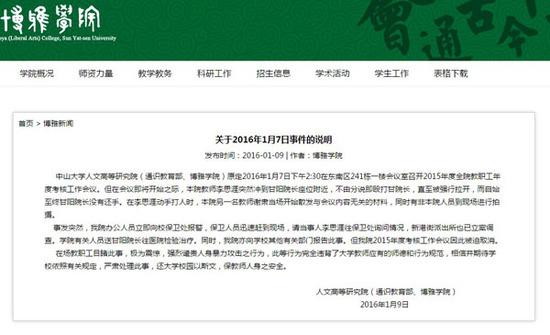 博雅學院
Boya (Liberal Arts) College, Sun Yat-sen University
會通古今
学院概况 师资力量 教学教务 科研工作 招生信息 学术活动 学生工作 表格下载
首页 > 博雅新闻
关于2016年1月7日事件的说明
发布时间：2016-01-09 | 作者：博雅学院
中山大学人文高等研究院（通识教育部、博雅学院）原定2016年1月7日下午2:30在东南区241栋一楼会议室召开2015年度全院教职工年
度考核工作会议。但在会议即将开始之际，本院教师李思涯突然冲到甘阳院长座位附近，不由分说即殴打甘院长，直至被强行拉开，而自始
至终甘阳院长没有还手。在李思涯动手打人时，本院另一名教师谢肃当场开始散发与会议内容无关的材料，同时有非本院人员到现场进行拍
摄。
事发突然，我院办公人员立即向校保卫处报警，保卫人员迅速赶到现场，请当事人李思涯往保卫处询问情况，新港街派出所也已立案调
查。学院有关人员送甘阳院长往医院检验治疗。同时，我院亦向学校其他有关部门报告此事。但我院2015年度考核工作会议因此被迫取消。
在场教职工目睹此事，极为震惊，强烈谴责人身暴力攻击之行为，此等行为完全违背了大学教师应有的师德和行为规范，相信并期待学
校依照有关规定，严肃处理此事，还大学校园以斯文，保教师人身之安全。
人文高等研究院（通识教育部、博雅学院）
2016年1月9日